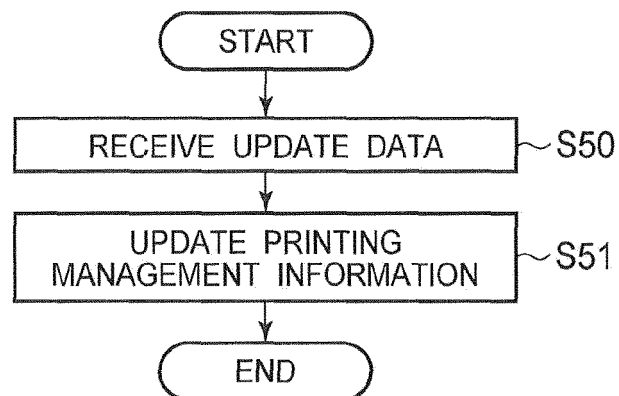 START
RECEIVE UPDATE DATA
S50
UPDATE PRINTING
MANAGEMENT INFORMATION
S51
END